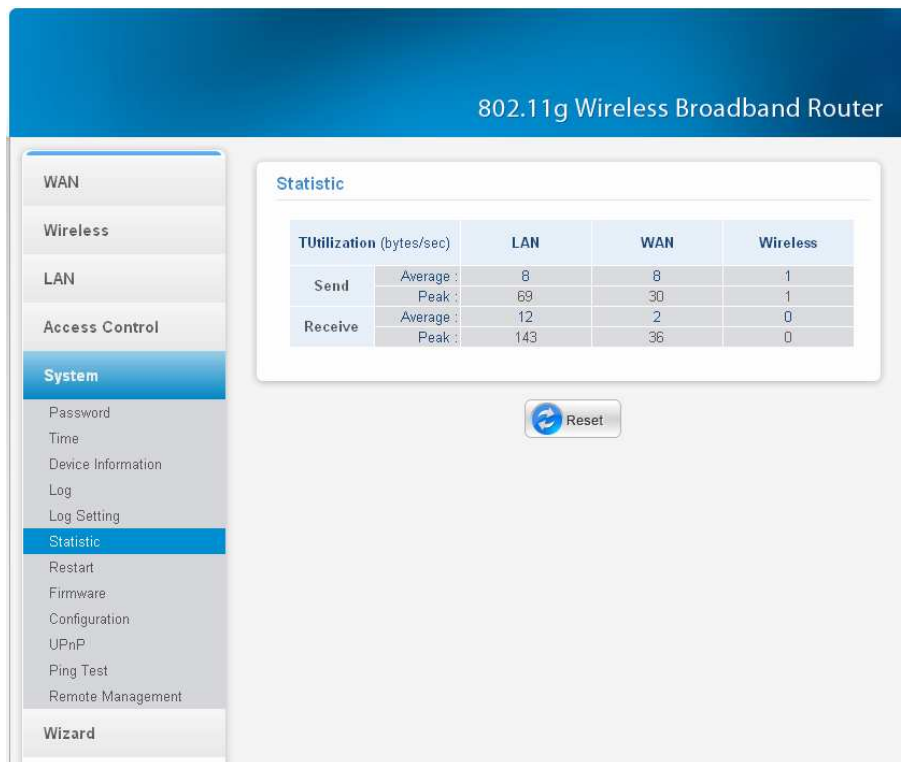 802.11g Wireless Broadband Router
WAN
Wireless
LAN
Access Control
System
Password
Time
Device Information
Log
Log Setting
Statistic
Restart
Firmware
Configuration
UPnP
Ping Test
Remote Management
Wizard
Statistic
TUtilization (bytes/sec) LAN WAN Wireless
Send Average : 8 8 1
Peak : 69 30 1
Receive Average : 12 2 0
Peak : 143 36 0
Reset